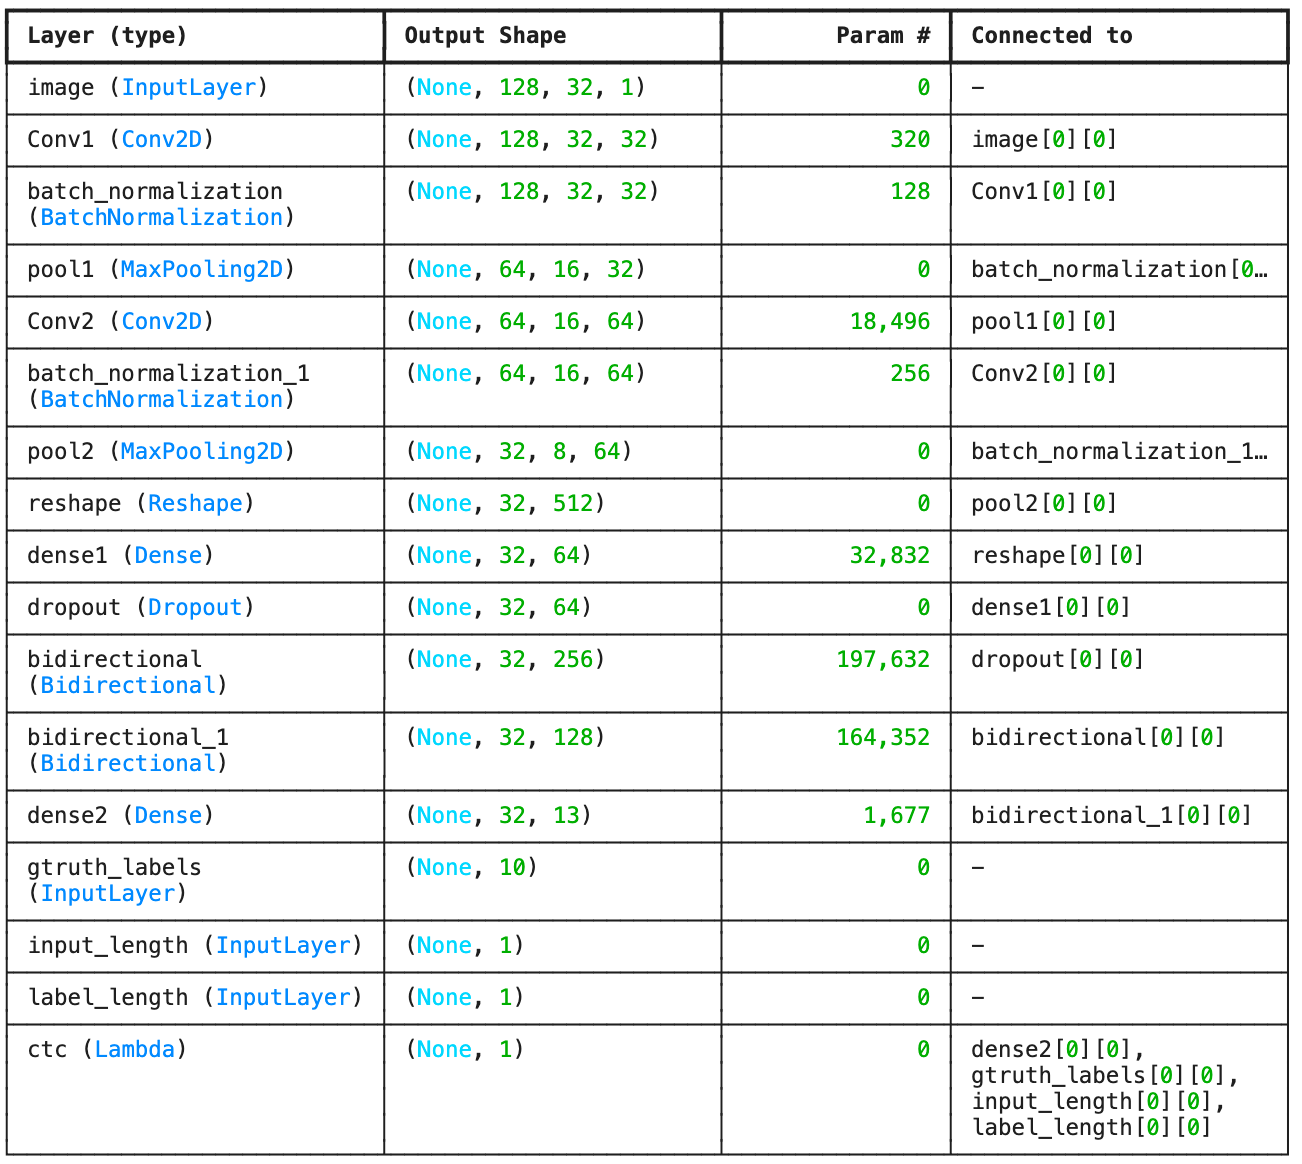 Layer (type) Output Shape Param # Connected to
image (InputLayer) (None, 128, 32, 1) 0 –
Conv1 (Conv2D) (None, 128, 32, 32) 320 image[0][0]
batch_normalization (None, 128, 32, 32) 128 Conv1[0][0]
(BatchNormalization)
pool1 (MaxPooling2D) (None, 64, 16, 32) 0 batch_normalization[0…
Conv2 (Conv2D) (None, 64, 16, 64) 18,496 pool1[0][0]
batch_normalization_1 (None, 64, 16, 64) 256 Conv2[0][0]
(BatchNormalization)
pool2 (MaxPooling2D) (None, 32, 8, 64) 0 batch_normalization_1…
reshape (Reshape) (None, 32, 512) 0 pool2[0][0]
dense1 (Dense) (None, 32, 64) 32,832 reshape[0][0]
dropout (Dropout) (None, 32, 64) 0 dense1[0][0]
bidirectional (None, 32, 256) 197,632 dropout[0][0]
(Bidirectional)
bidirectional_1 (None, 32, 128) 164,352 bidirectional[0][0]
(Bidirectional)
dense2 (Dense) (None, 32, 13) 1,677 bidirectional_1[0][0]
gtruth_labels (None, 10) 0 –
(InputLayer)
input_length (InputLayer) (None, 1) 0 –
label_length (InputLayer) (None, 1) 0 –
ctc (Lambda) (None, 1) 0 dense2[0][0],
gtruth_labels[0][0],
input_length[0][0],
label_length[0][0]